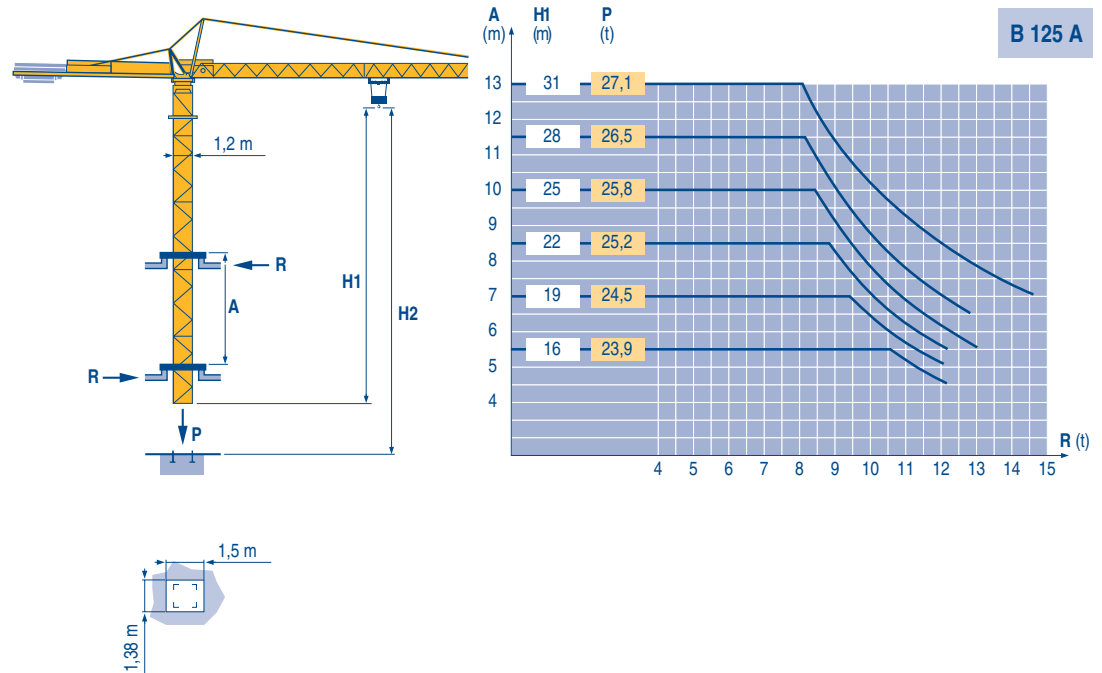 A H1 P
(m) (m) (t)
B 125 A
13 31 27,1
12
28 26,5
11
10 25 25,8
9
22 25,2
8
7 19 24,5
6
16 23,9
5
4
R (t)
4 5 6 7 8 9 10 11 12 13 14 15
1,2 m
R
A
H1
H2
R
P
1,5 m
1,38 m